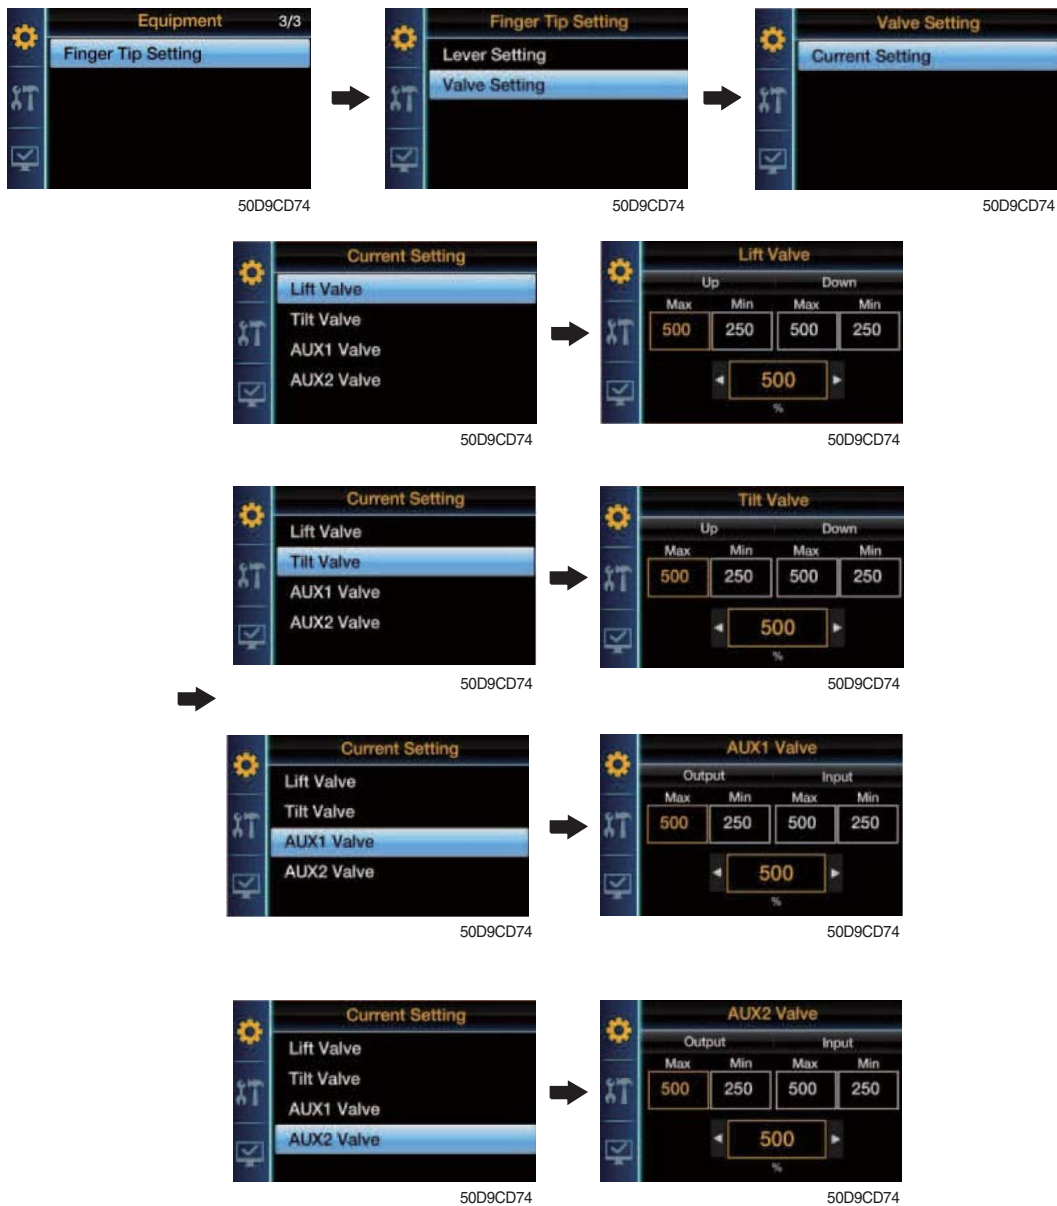 Equipment 3/3
Finger Tip Setting
50D9CD74
Finger Tip Setting
Lever Setting
Valve Setting
50D9CD74
Valve Setting
Current Setting
50D9CD74
Current Setting
Lift Valve
Tilt Valve
AUX1 Valve
AUX2 Valve
50D9CD74
Lift Valve
Up Down
Max Min Max Min
500 250 500 250
500
%
50D9CD74
Current Setting
Lift Valve
Tilt Valve
AUX1 Valve
AUX2 Valve
50D9CD74
Tilt Valve
Up Down
Max Min Max Min
500 250 500 250
500
%
50D9CD74
Current Setting
Lift Valve
Tilt Valve
AUX1 Valve
AUX2 Valve
50D9CD74
AUX1 Valve
Output Input
Max Min Max Min
500 250 500 250
500
%
50D9CD74
Current Setting
Lift Valve
Tilt Valve
AUX1 Valve
AUX2 Valve
50D9CD74
AUX2 Valve
Output Input
Max Min Max Min
500 250 500 250
500
%
50D9CD74